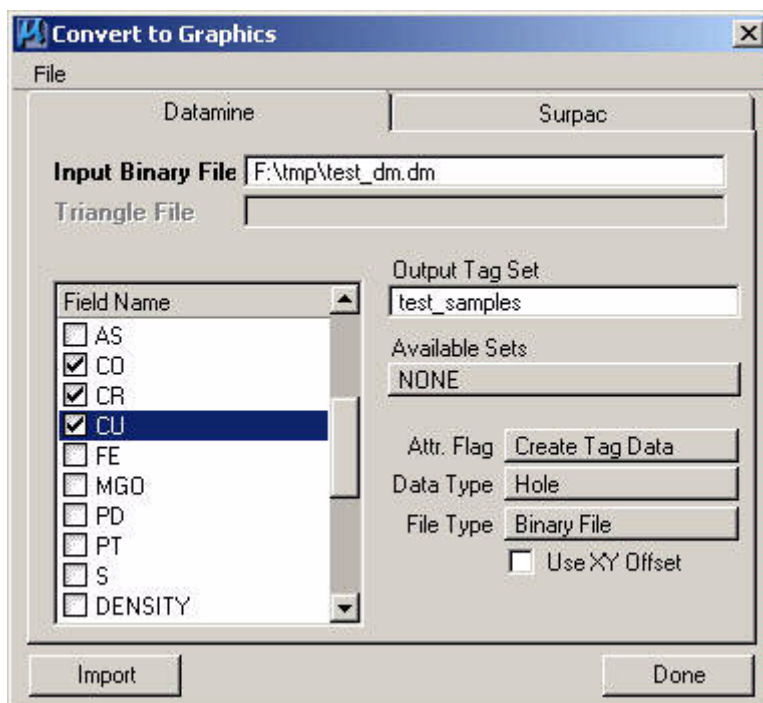 Convert to Graphics
File
Datamine
Surpac
Input Binary File F:\tmp\test_dm.dm
Triangle File
Output Tag Set
Field Name
test_samples
AS
Available Sets
CO
NONE
CR
CU
Attr. Flag Create Tag Data
FE
Data Type Hole
MGO
File Type Binary File
PD
Use XY Offset
PT
S
DENSITY
Import
Done